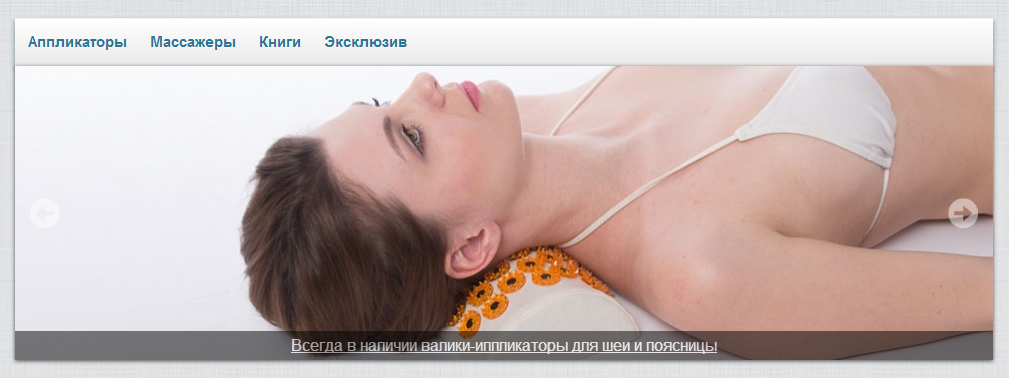 Аппликаторы Массажеры Книги Эксклюзив
Всегда в наличии валики-иппликаторы для шеи и поясницы